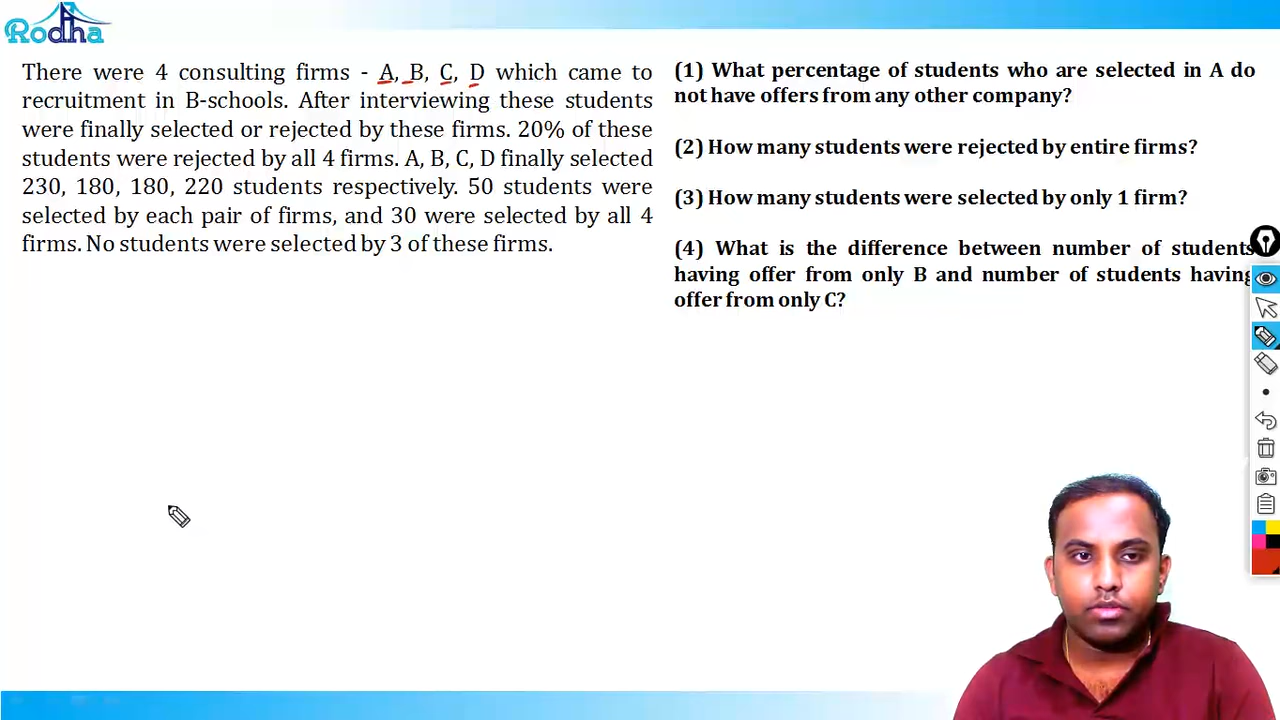 Rodha
There were 4 consulting firms - A, B, C, D which came to
recruitment in B-schools. After interviewing these students
were finally selected or rejected by these firms. 20% of these
students were rejected by all 4 firms. A, B, C, D finally selected
230, 180, 180, 220 students respectively. 50 students were
selected by each pair of firms, and 30 were selected by all 4
firms. No students were selected by 3 of these firms.
(1) What percentage of students who are selected in A do
not have offers from any other company?
(2) How many students were rejected by entire firms?
(3) How many students were selected by only 1 firm?
(4) What is the difference between number of students
having offer from only B and number of students having
offer from only C?